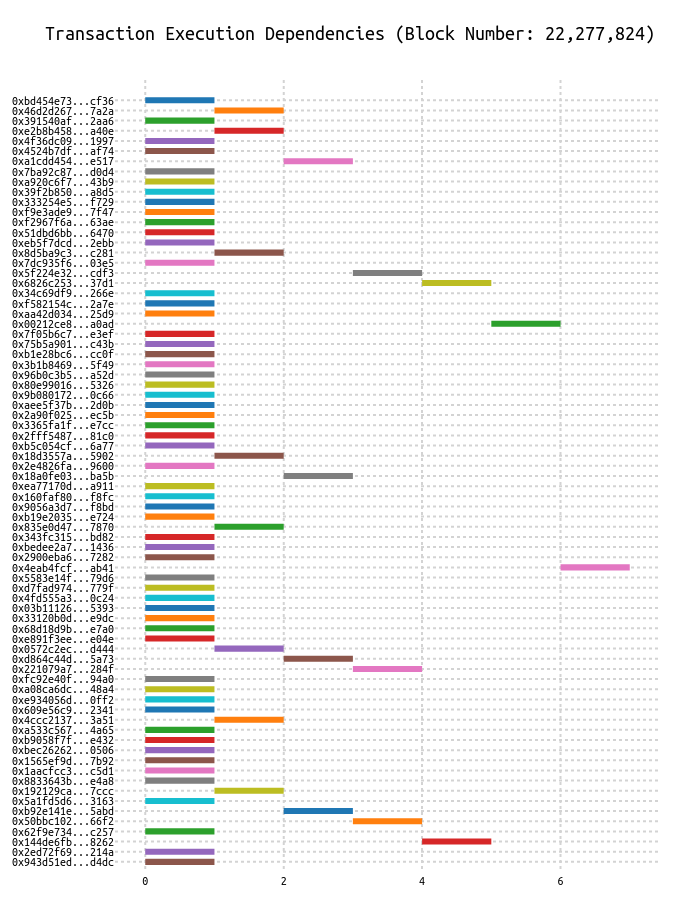 Transaction Execution Dependencies (Block Number: 22,277,824)
0xbd454e73...cf36
0x46d2d267...7a2a
0x391540af...2aa6
0xe2b8b458...a40e
0x4f36dc09...1997
0x4524b7df...af74
0xa1cdd454...e517
0x7ba92c87...d0d4
0xa920c6f7...43b9
0x39f2b850...a8d5
0x333254e5...f729
0xf9e3ade9...7f47
0xf2967f6a...63ae
0x51dbd6bb...6470
0xeb5f7dcd...2ebb
0x8d5ba9c3...c281
0x7dc935f6...03e5
0x5f224e32...cdf3
0x6826c253...37d1
0x34c69df9...266e
0xf582154c...2a7e
0xaa42d034...25d9
0x00212ce8...a0ad
0x7f05b6c7...e3ef
0x75b5a901...c43b
0xb1e28bc6...cc0f
0x3b1b8469...5f49
0x96b0c3b5...a52d
0x80e99016...5326
0x9b080172...0c66
0xaee5f37b...2d0b
0x2a90f025...ec5b
0x3365fa1f...e7cc
0x2fff5487...81c0
0xb5c054cf...6a77
0x18d3557a...5902
0x2e4826fa...9600
0x18a0fe03...ba5b
0xea77170d...a911
0x160faf80...f8fc
0x9056a3d7...f8bd
0xb19e2035...e724
0x835e0d47...7870
0x343fc315...bd82
0xbedee2a7...1436
0x2900eba6...7282
0x4eab4fcf...ab41
0x5583e14f...79d6
0xd7fad974...779f
0x4fd555a3...0c24
0x03b11126...5393
0x33120b0d...e9dc
0x68d18d9b...e7a0
0xe891f3ee...e04e
0x0572c2ec...d444
0xd864c44d...5a73
0x221079a7...284f
0xfc92e40f...94a0
0xa08ca6dc...48a4
0xe934056d...0ff2
0x609e56c9...2341
0x4ccc2137...3a51
0xa533c567...4a65
0xb9058f7f...e432
0xbec26262...0506
0x1565ef9d...7b92
0x1aacfcc3...c5d1
0x8833643b...e4a8
0x192129ca...7ccc
0x5a1fd5d6...3163
0xb92e141e...5abd
0x50bbc102...66f2
0x62f9e734...c257
0x144de6fb...8262
0x2ed72f69...214a
0x943d51ed...d4dc
0 2 4 6